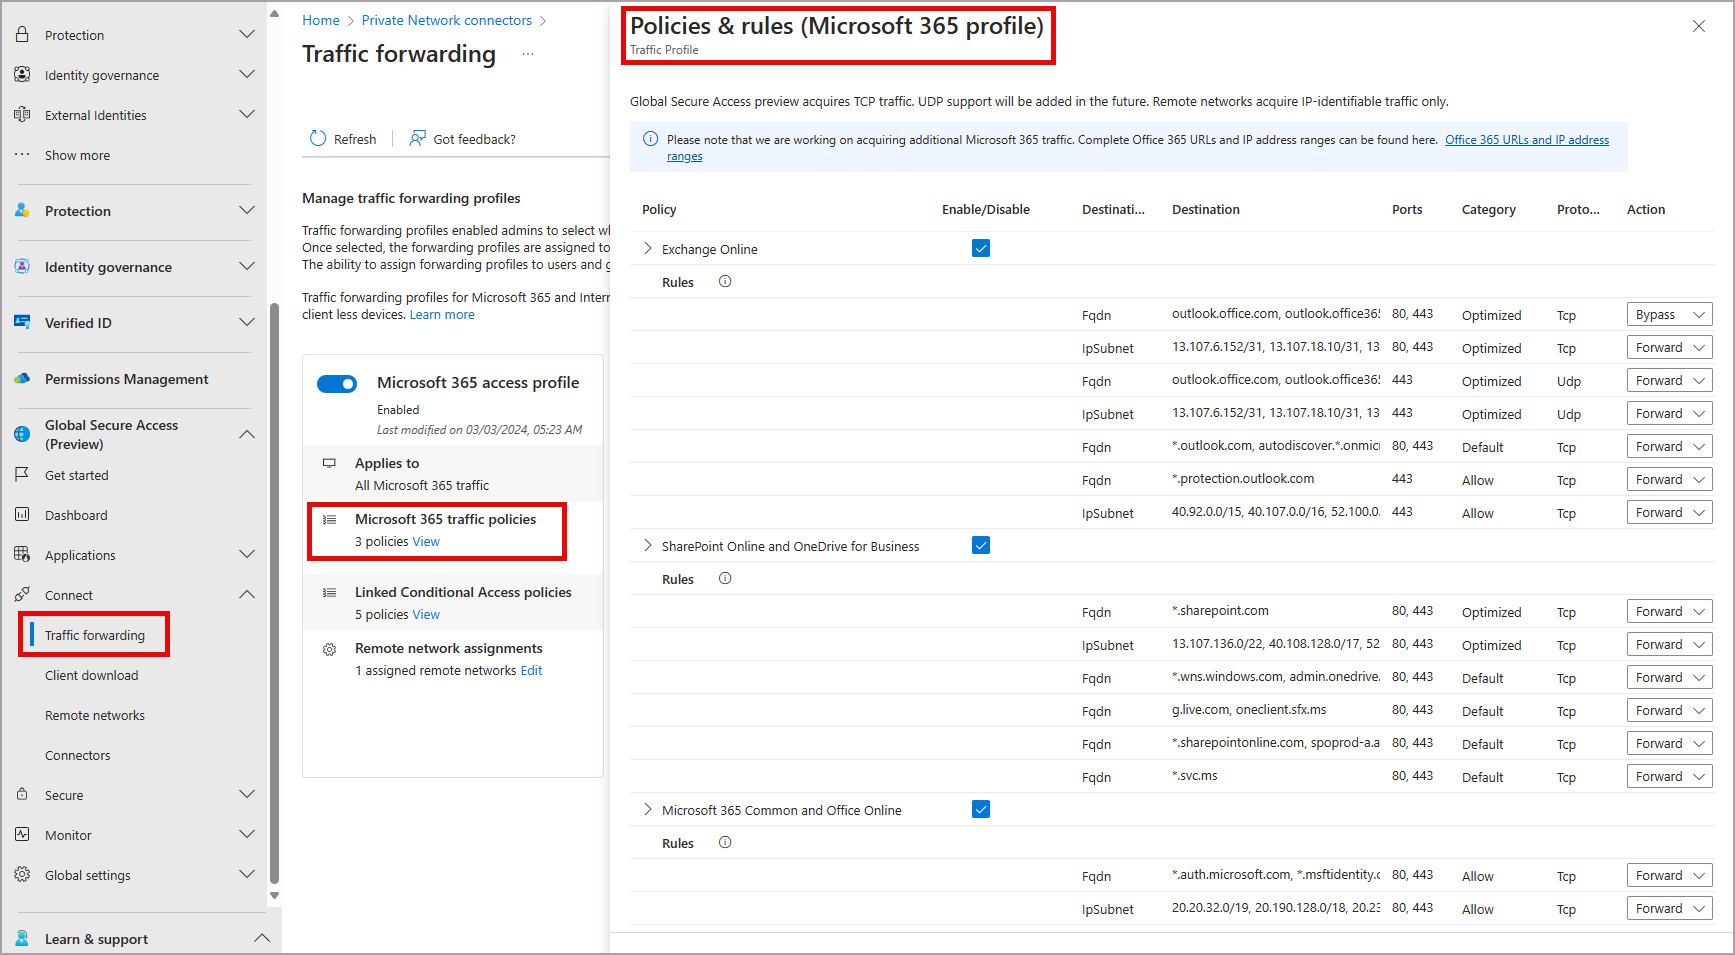 Protection
Identity governance
External Identities
Show more
Protection
Identity governance
Verified ID
Permissions Management
Global Secure Access
(Preview)
Get started
Dashboard
Applications
Connect
Traffic forwarding
Client download
Remote networks
Connectors
Secure
Monitor
Global settings
Learn & support
Home > Private Network connectors >
Traffic forwarding ...
Refresh
Got feedback?
Manage traffic forwarding profiles
Traffic forwarding profiles enabled admins to select wh
Once selected, the forwarding profiles are assigned to
The ability to assign forwarding profiles to users and g
Traffic forwarding profiles for Microsoft 365 and Intern
client less devices. Learn more
Microsoft 365 access profile
Enabled
Last modified on 03/03/2024, 05:23 AM
Applies to
All Microsoft 365 traffic
Microsoft 365 traffic policies
3 policies View
Linked Conditional Access policies
5 policies View
Remote network assignments
1 assigned remote networks Edit
Policies & rules (Microsoft 365 profile)
Traffic Profile
Global Secure Access preview acquires TCP traffic. UDP support will be added in the future. Remote networks acquire IP-identifiable traffic only.
Please note that we are working on acquiring additional Microsoft 365 traffic. Complete Office 365 URLs and IP address ranges can be found here. Office 365 URLs and IP address
ranges
Policy Enable/Disable Destinati... Destination Ports Category Proto... Action
Exchange Online
Rules
Fqdn outlook.office.com, outlook.office365 80, 443 Optimized Tcp Bypass
IpSubnet 13.107.6.152/31, 13.107.18.10/31, 13 80, 443 Optimized Tcp Forward
Fqdn outlook.office.com, outlook.office365 443 Optimized Udp Forward
IpSubnet 13.107.6.152/31, 13.107.18.10/31, 13 443 Optimized Udp Forward
Fqdn *.outlook.com, autodiscover.*.onmicr 80, 443 Default Tcp Forward
Fqdn *.protection.outlook.com 443 Allow Tcp Forward
IpSubnet 40.92.0.0/15, 40.107.0.0/16, 52.100.0. 443 Allow Tcp Forward
SharePoint Online and OneDrive for Business
Rules
Fqdn *.sharepoint.com 80, 443 Optimized Tcp Forward
IpSubnet 13.107.136.0/22, 40.108.128.0/17, 52 80, 443 Optimized Tcp Forward
Fqdn *.wns.windows.com, admin.onedrive. 80, 443 Default Tcp Forward
Fqdn g.live.com, oneclient.sfx.ms 80, 443 Default Tcp Forward
Fqdn *.sharepointonline.com, spoprod-a.a 80, 443 Default Tcp Forward
Fqdn *.svc.ms 80, 443 Default Tcp Forward
Microsoft 365 Common and Office Online
Rules
Fqdn *.auth.microsoft.com, *.msftidentity.c 80, 443 Allow Tcp Forward
IpSubnet 20.20.32.0/19, 20.190.128.0/18, 20.23 80, 443 Allow Tcp Forward